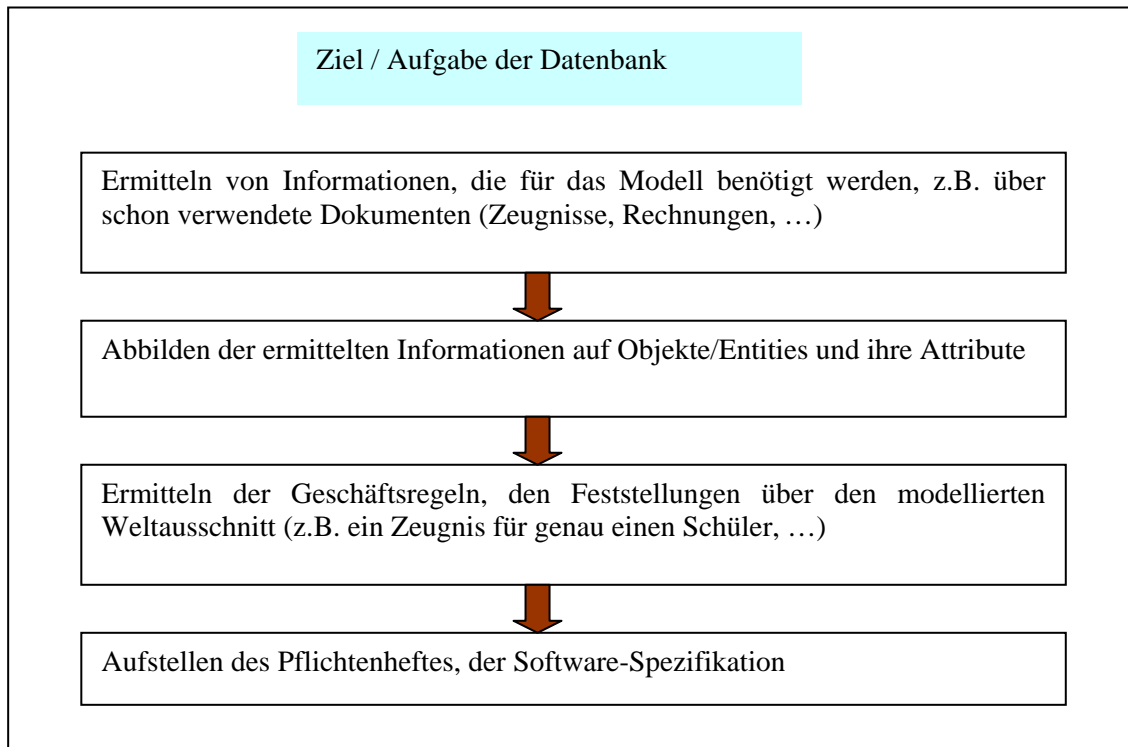 Ziel / Aufgabe der Datenbank
Ermitteln von Informationen, die für das Modell benötigt werden, z.B. über
schon verwendete Dokumenten (Zeugnisse, Rechnungen, …)
Abbilden der ermittelten Informationen auf Objekte/Entities und ihre Attribute
Ermitteln der Geschäftsregeln, den Feststellungen über den modellierten
Weltausschnitt (z.B. ein Zeugnis für genau einen Schüler, …)
Aufstellen des Pflichtenheftes, der Software-Spezifikation